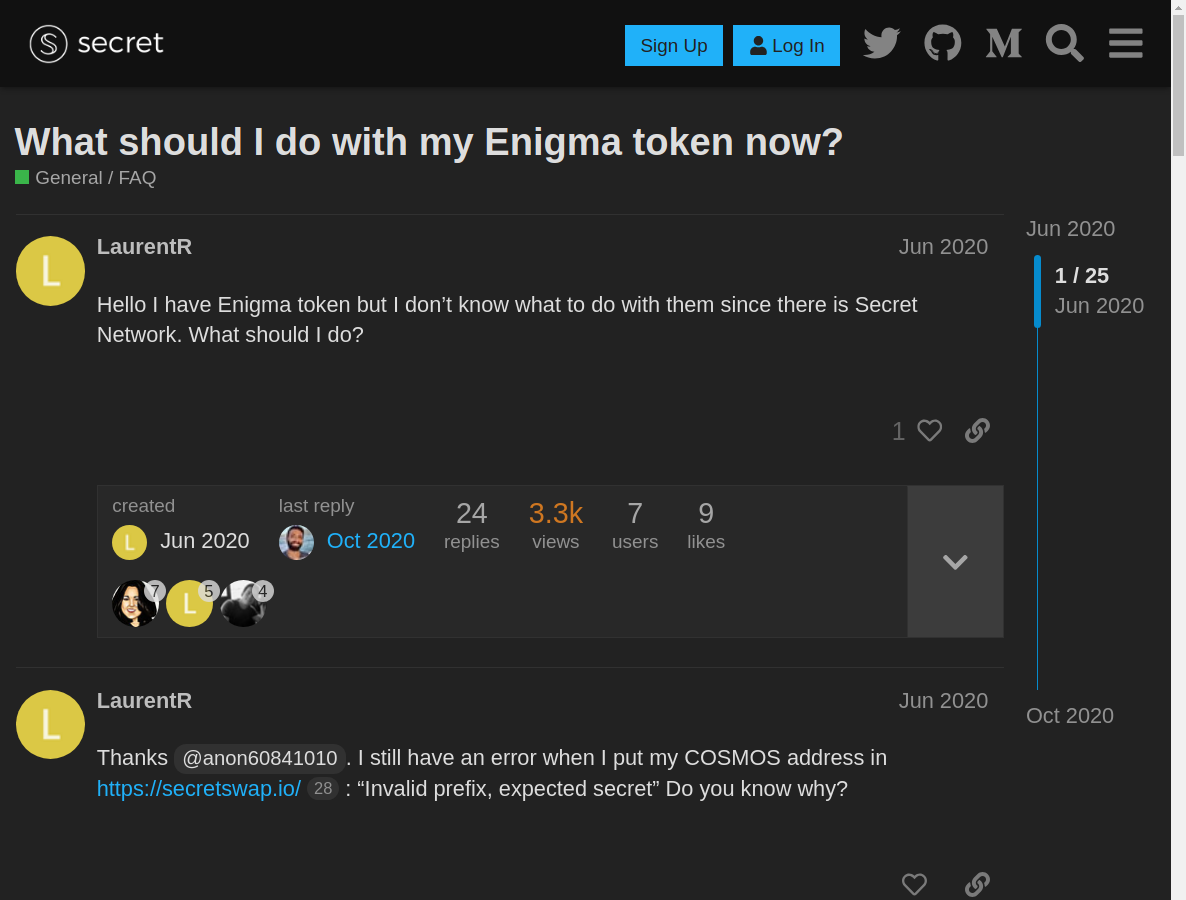 secret
Sign Up
Log In
What should I do with my Enigma token now?
General / FAQ
LaurentR
Jun 2020
Hello I have Enigma token but I don’t know what to do with them since there is Secret
Network. What should I do?
1
created
Jun 2020
last reply
Oct 2020
24
replies
3.3k
views
7
users
9
likes
7
L
5
4
Jun 2020
1 / 25
Jun 2020
Oct 2020
L
LaurentR
Jun 2020
Thanks @anon60841010. I still have an error when I put my COSMOS address in
https://secretswap.io/ 28 : “Invalid prefix, expected secret” Do you know why?